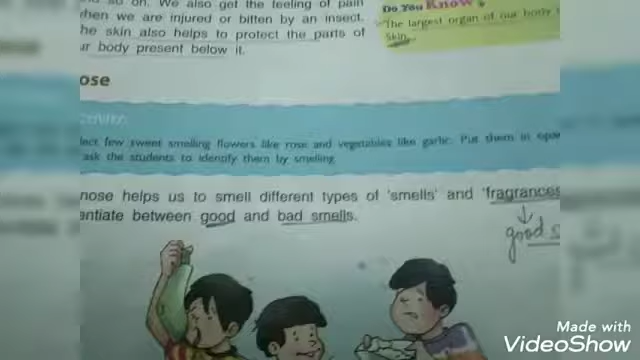 so on. We also get the feeling of pain
when we are injured or bitten by an insect.
he skin also helps to protect the parts of
ur body present below it.
Do You Know
The largest organ of our body
Skin.
ose
lect few sweet smelling flowers like rose and vegetables like garlic. Put them in opa
ask the students to identify them by smelling.
nose helps us to smell different types of 'smells' and 'fragrances
entiate between good and bad smells.
good s
Made with
VideoShow